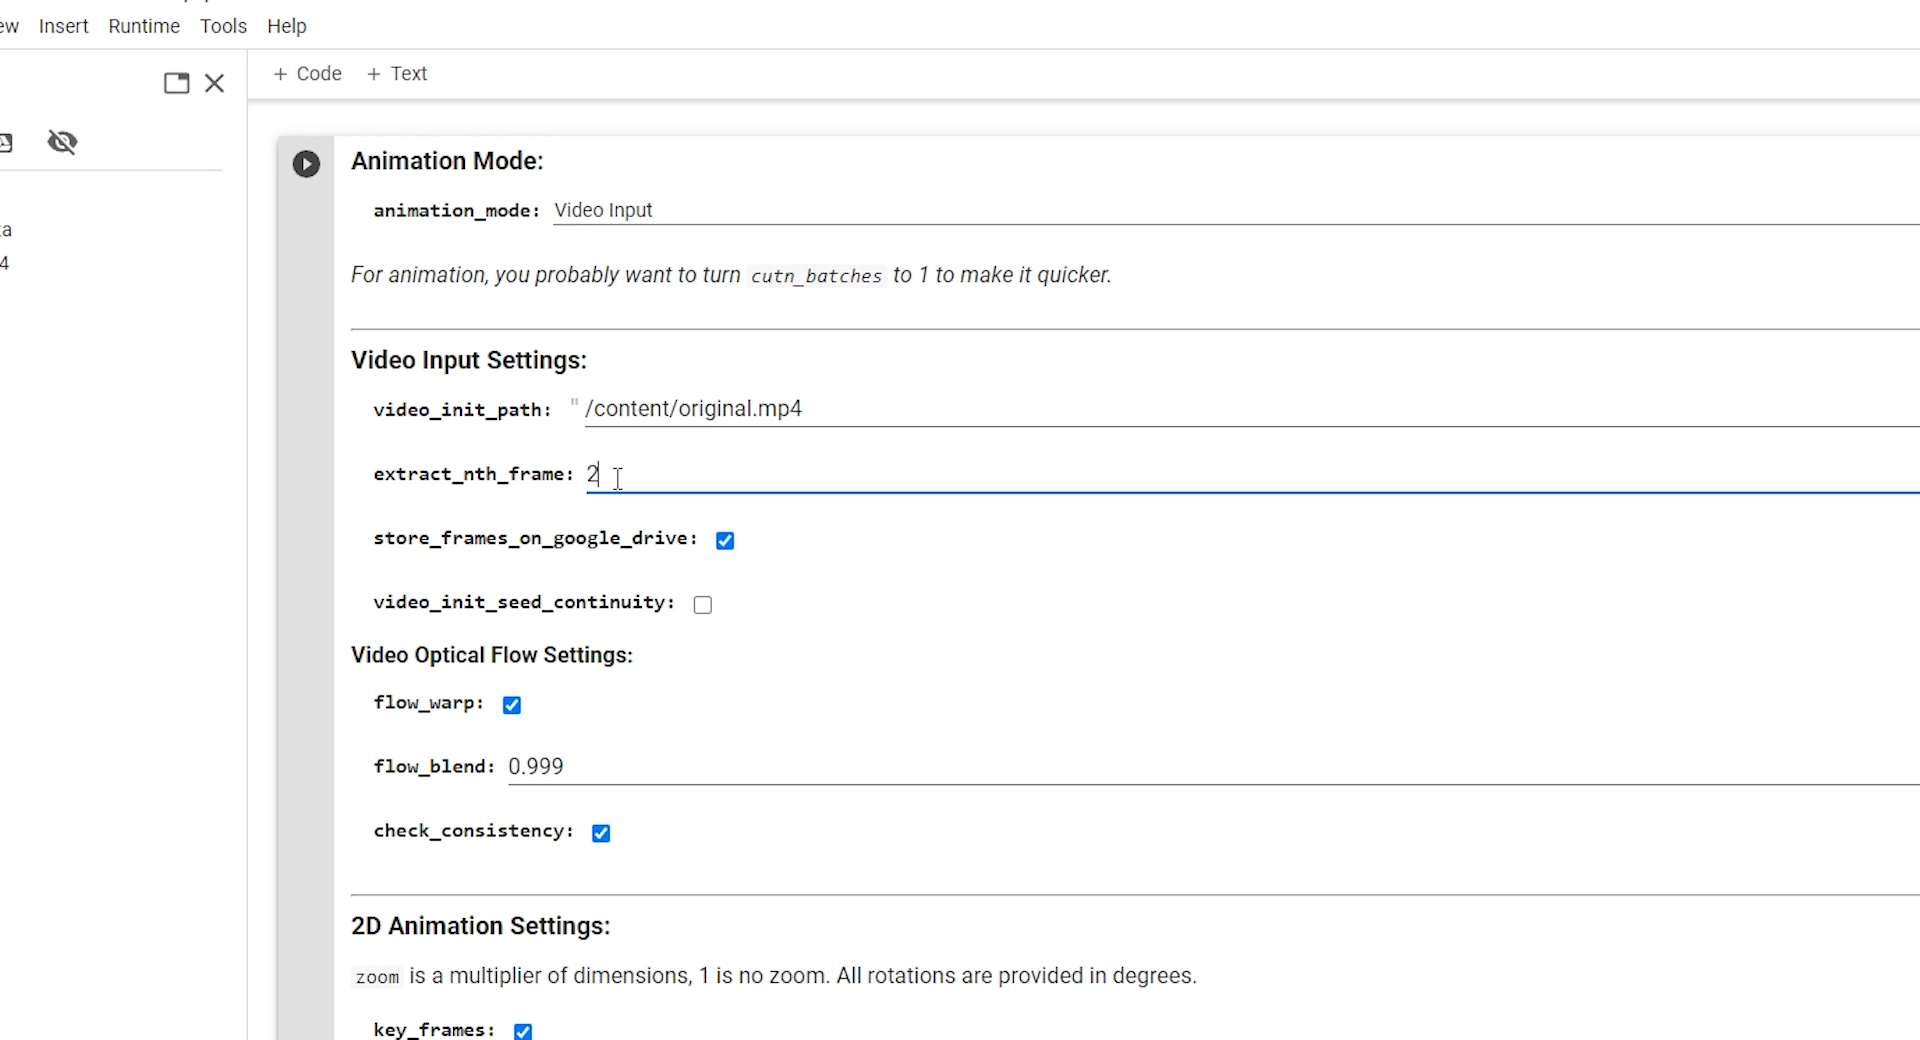 Insert Runtime Tools Help
+ Code + Text
Animation Mode:
animation_mode: Video Input
For animation, you probably want to turn cutn_batches to 1 to make it quicker.
Video Input Settings:
video_init_path: " /content/original.mp4
extract_nth_frame: 2
store_frames_on_google_drive:
video_init_seed_continuity:
Video Optical Flow Settings:
flow_warp:
flow_blend: 0.999
check_consistency:
2D Animation Settings:
zoom is a multiplier of dimensions, 1 is no zoom. All rotations are provided in degrees.
key_frames: